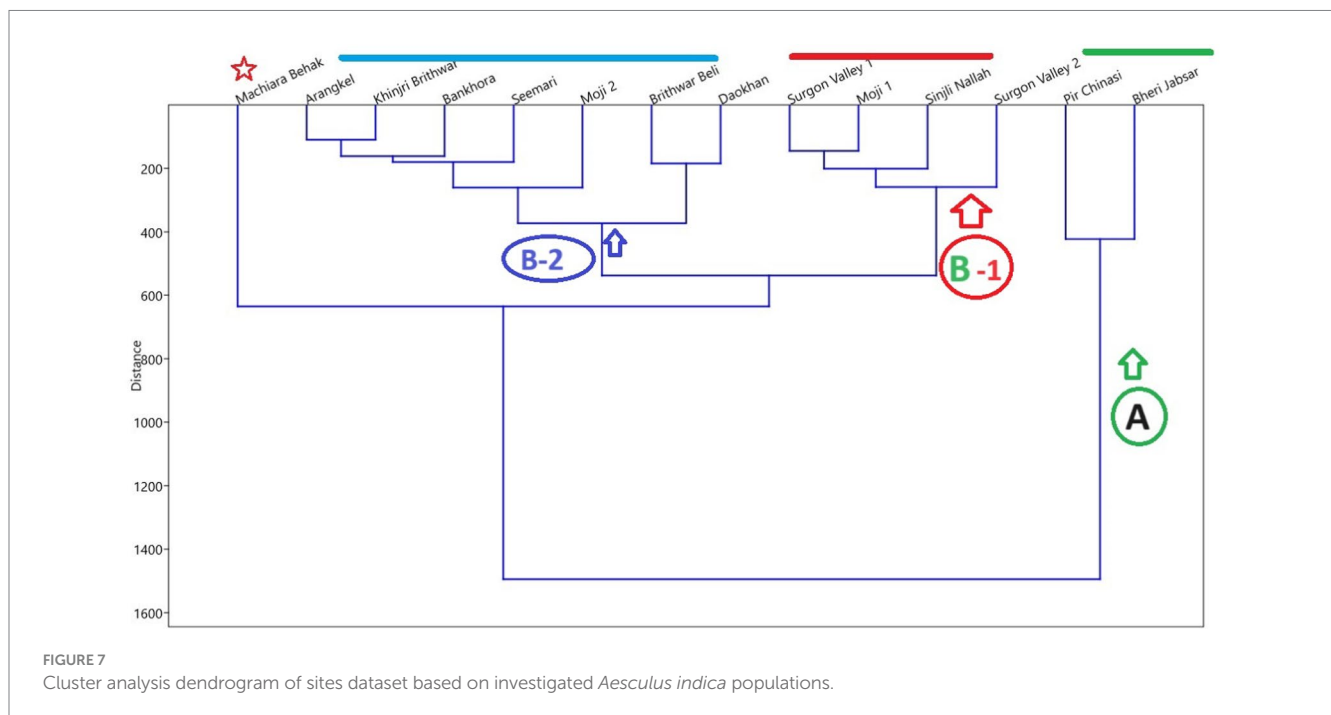 Machiara Behak
Arangkel
Khinjri Brithwar
Bankhora
Seemari
Moji 2
Brithwar Beli
Daokhan
Surgon Valley 1
Moji 1
Sinjli Nallah
Surgon Valley 2
Pir Chinasi
Bheri Jabsar
200
400
600
800
1000
1200
1400
1600
Distance
B-2
B-1
A
FIGURE 7
Cluster analysis dendrogram of sites dataset based on investigated Aesculus indica populations.